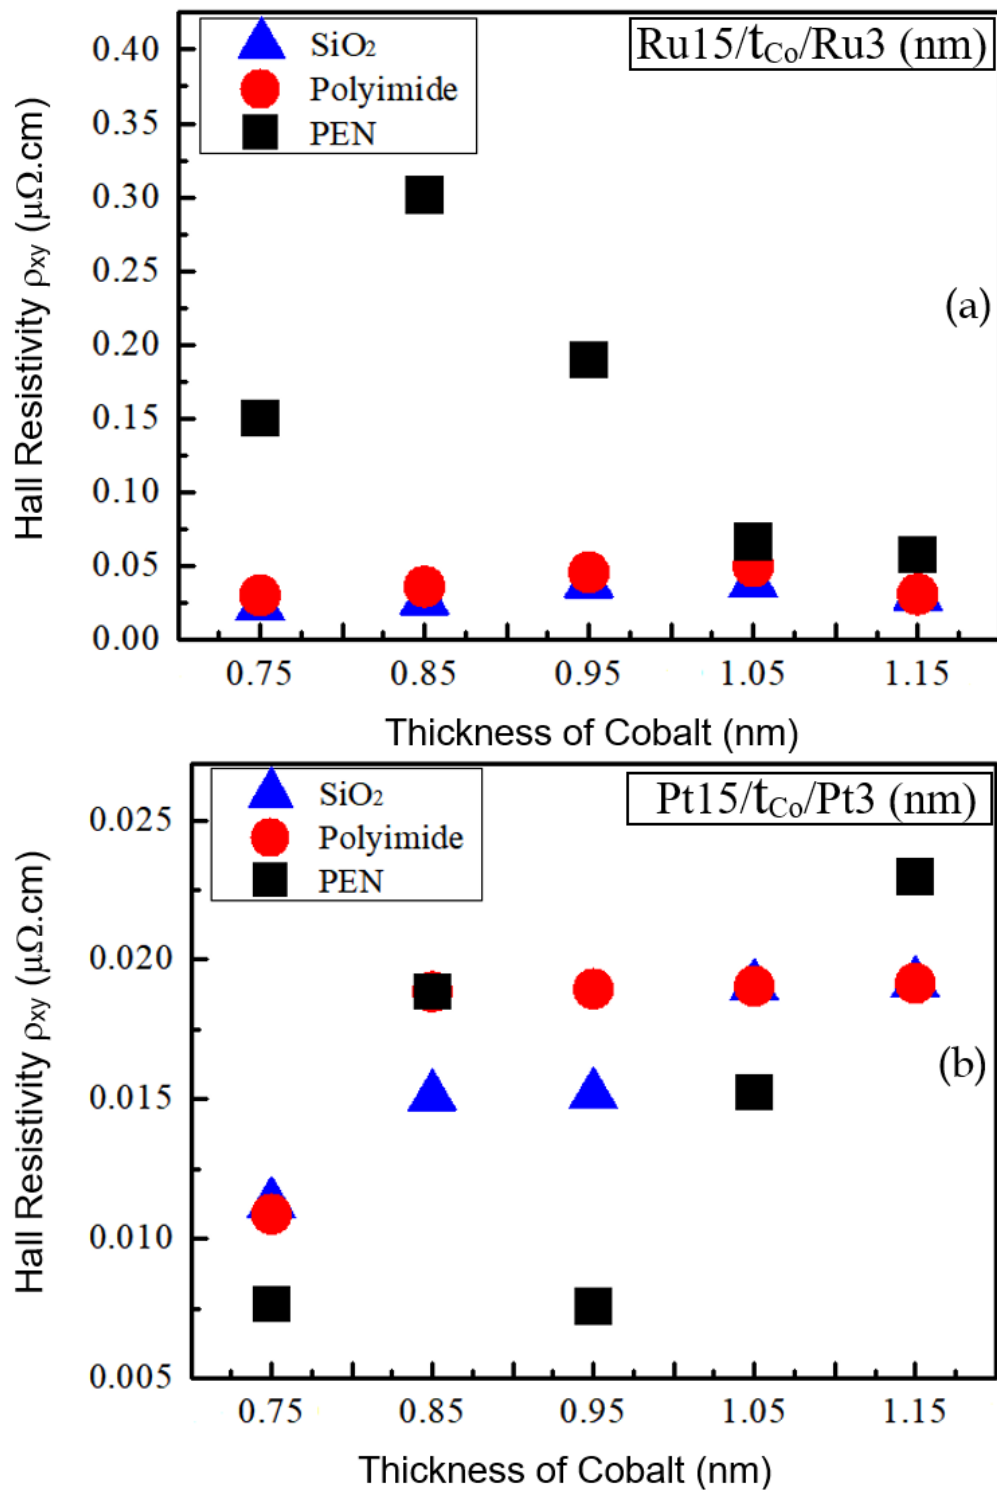 SiO₂
Polyimide
PEN
Ru15/tCo/Ru3 (nm)
(a)
Hall Resistivity ρxy (μΩ.cm)
0.40
0.35
0.30
0.25
0.20
0.15
0.10
0.05
0.00
0.75 0.85 0.95 1.05 1.15
Thickness of Cobalt (nm)
SiO₂
Polyimide
PEN
Pt15/tCo/Pt3 (nm)
(b)
Hall Resistivity ρxy (μΩ.cm)
0.025
0.020
0.015
0.010
0.005
0.75 0.85 0.95 1.05 1.15
Thickness of Cobalt (nm)